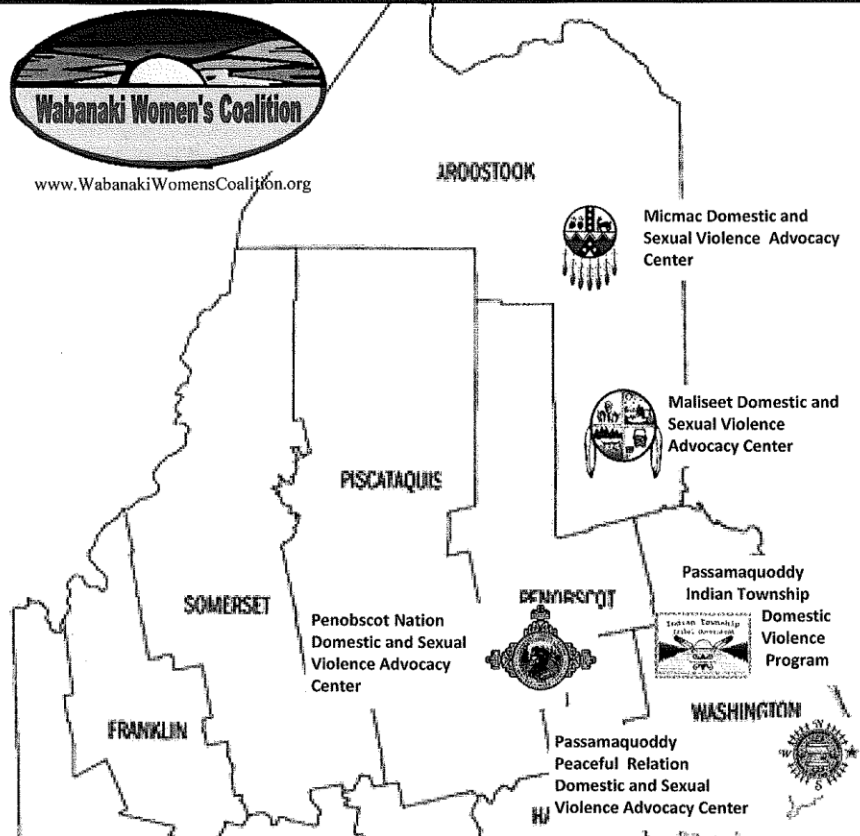 Wabanaki Women's Coalition
www.WabanakiWomensCoalition.org
AROOSTOOK
Micmac Domestic and
Sexual Violence Advocacy
Center
Maliseet Domestic and
Sexual Violence
Advocacy Center
PISCATAQUIS
SOMERSET
PENOBSCOT
Passamaquoddy
Indian Township
Domestic
Violence
Program
Indian Township
Tribal Government
Penobscot Nation
Domestic and Sexual
Violence Advocacy
Center
FRANKLIN
WASHINGTON
Passamaquoddy
Peaceful Relation
Domestic and Sexual
Violence Advocacy Center
N
W
S